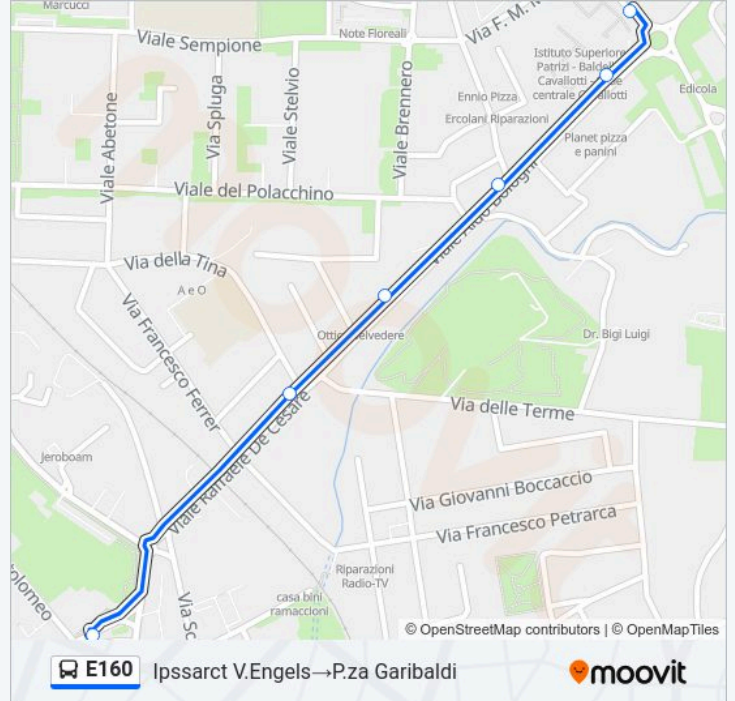 Marcucci
Viale Sempione
Note Floreali
Via F. M.
Istituto Superiore
Patrizi - Baldelli
Cavallotti
centrale Cavallotti
Edicola
Ennio Pizza
Ercolani Riparazioni
Planet pizza
e panini
Viale Abetone
Via Spluga
Viale Stelvio
Viale Brennero
Viale del Polacchino
Viale Aldo Bologni
Via della Tina
A e O
Via Francesco Ferrer
Ottica Belvedere
Dr. Bigi Luigi
Via delle Terme
Viale Raffaele De Cesare
Jeroboam
Via Giovanni Boccaccio
Via Francesco Petrarca
Riparazioni
Radio-TV
casa bini
ramaccioni
tolomeo
Via Sc
© OpenStreetMap contributors | © OpenMapTiles
E160 Ipssarct V.Engels→P.za Garibaldi
moovit